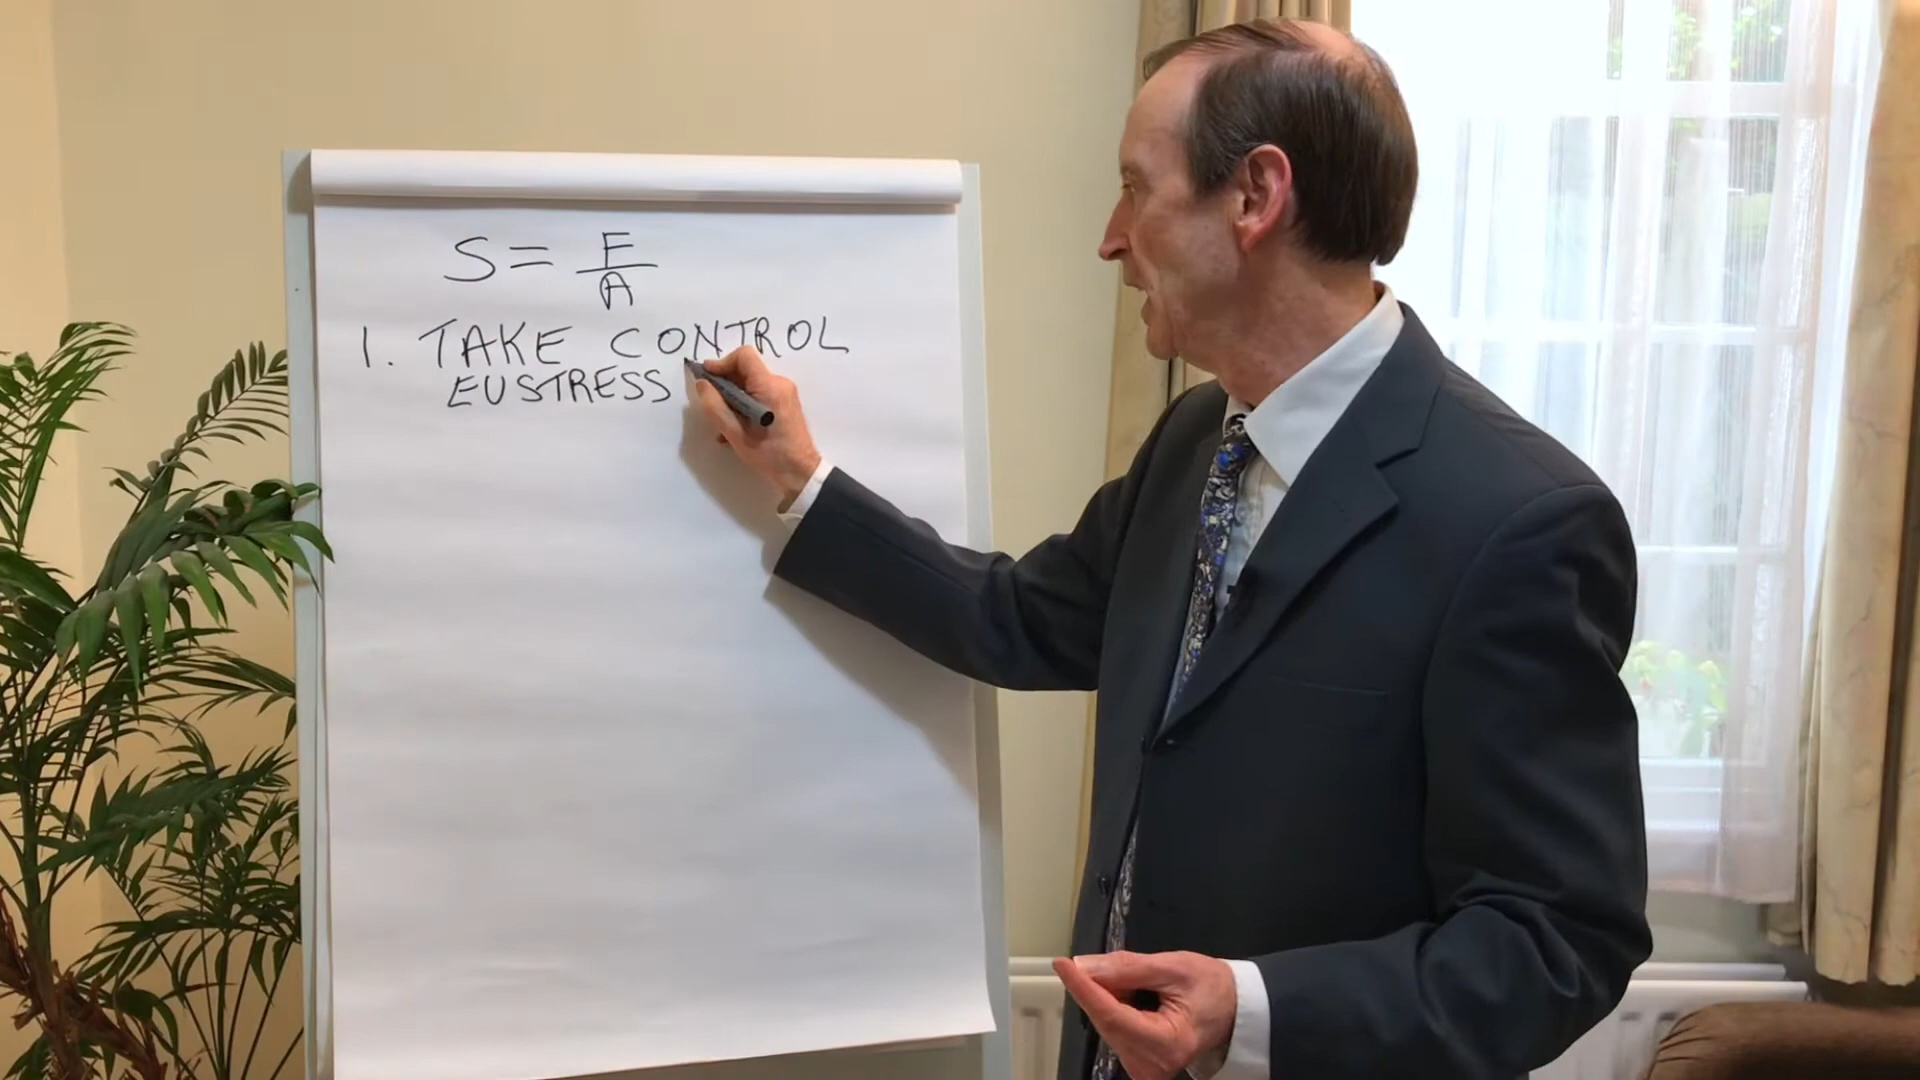 S = F
A
1. TAKE CONTROL
EUSTRESS